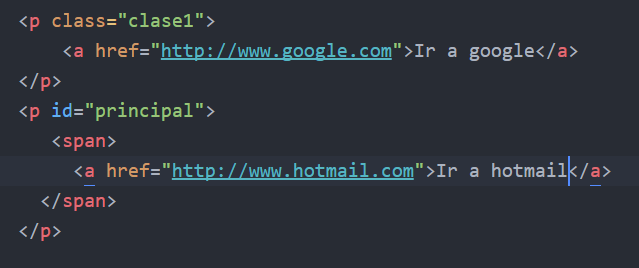 <p class="clase1">
<a href="http://www.google.com">Ir a google</a>
</p>
<p id="principal">
<span>
<a href="http://www.hotmail.com">Ir a hotmail</a>
</span>
</p>